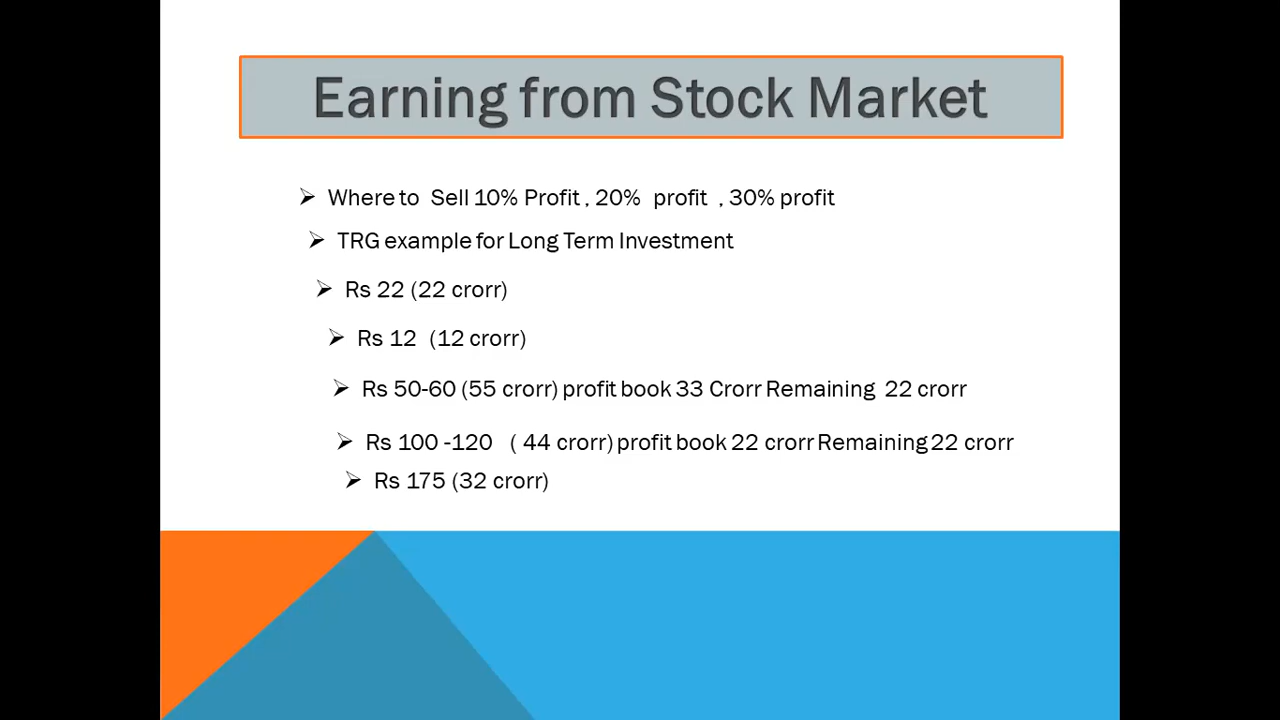 Earning from Stock Market
Where to Sell 10% Profit , 20% profit , 30% profit
TRG example for Long Term Investment
Rs 22 (22 crorr)
Rs 12 (12 crorr)
Rs 50-60 (55 crorr) profit book 33 Crorr Remaining 22 crorr
Rs 100 -120 ( 44 crorr) profit book 22 crorr Remaining 22 crorr
Rs 175 (32 crorr)